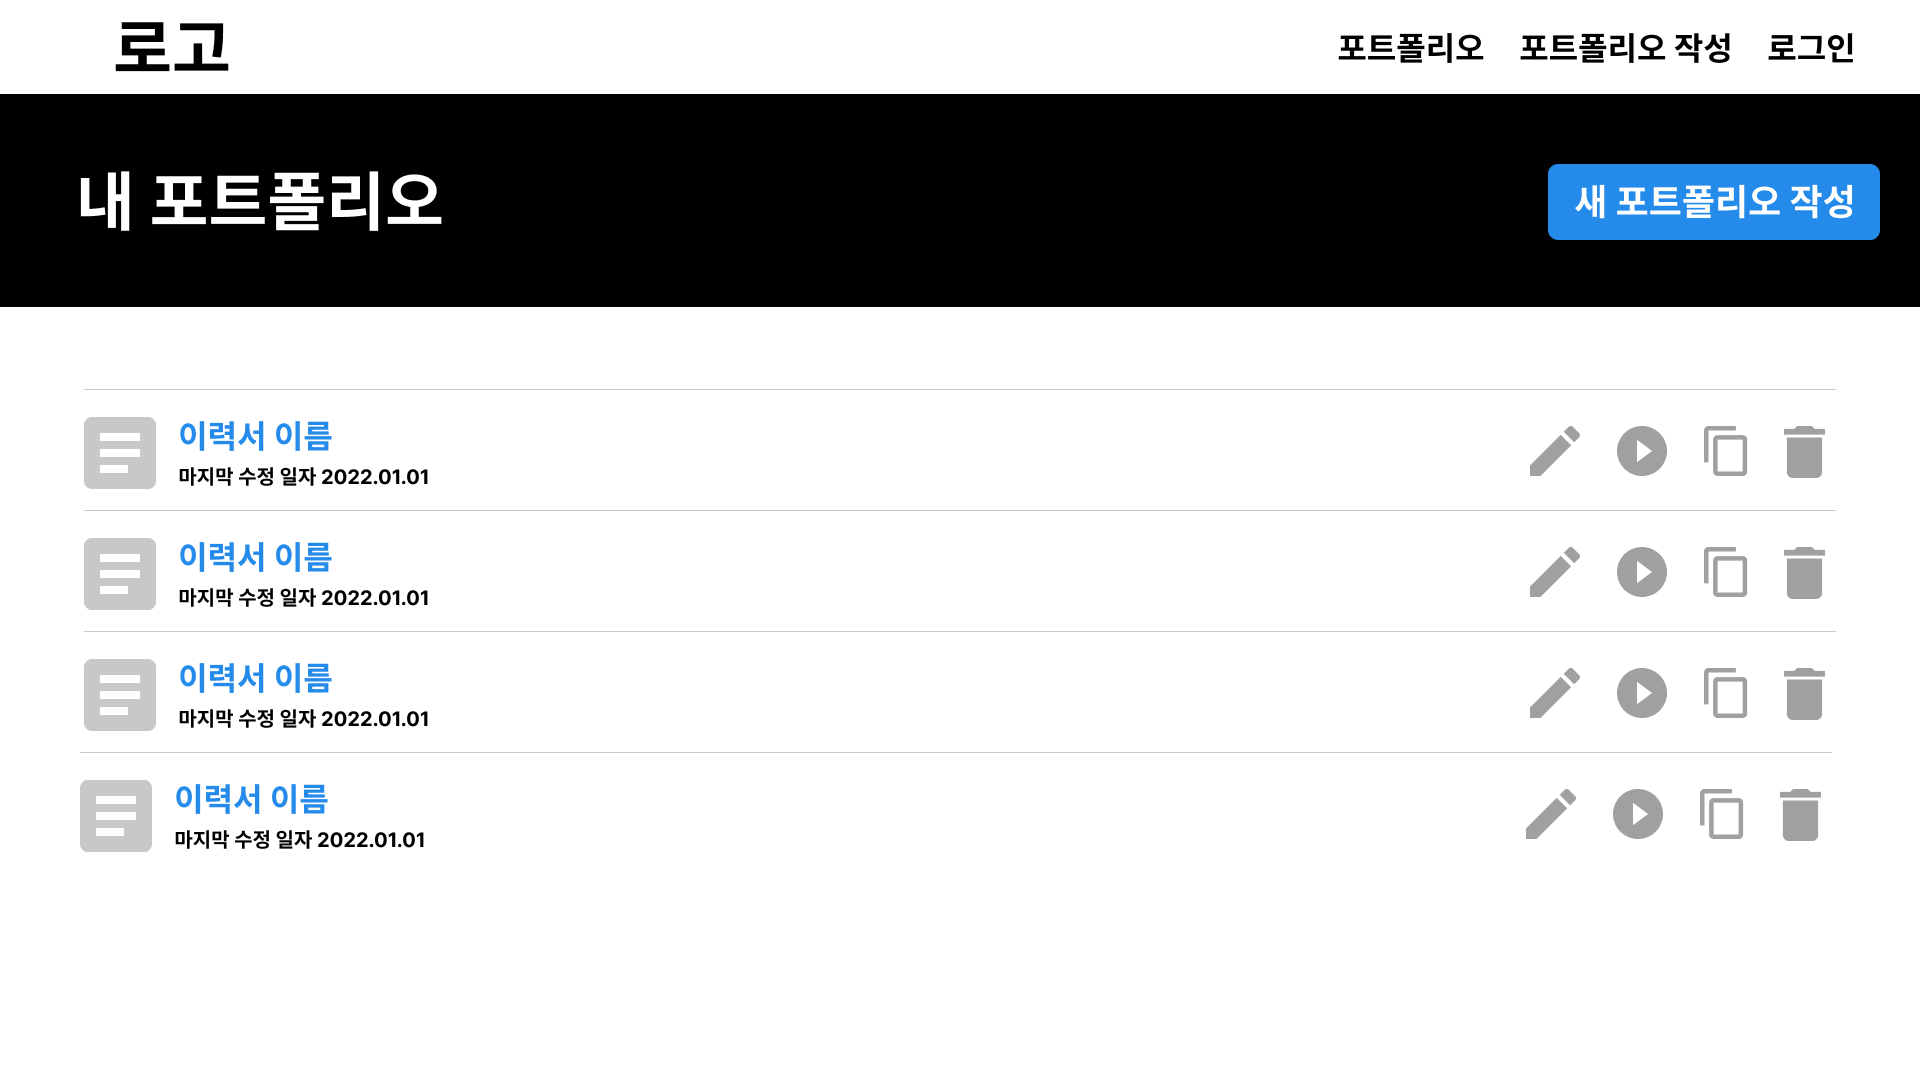 로고
포트폴리오 포트폴리오 작성 로그인
내 포트폴리오
새 포트폴리오 작성
이력서 이름
마지막 수정 일자 2022.01.01
이력서 이름
마지막 수정 일자 2022.01.01
이력서 이름
마지막 수정 일자 2022.01.01
이력서 이름
마지막 수정 일자 2022.01.01